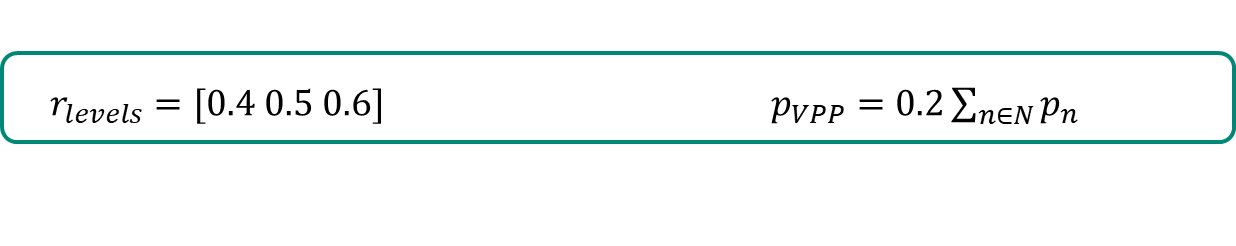 r_levels = [0.4 0.5 0.6] p_VPP = 0.2 ∑_{n∈N} p_n